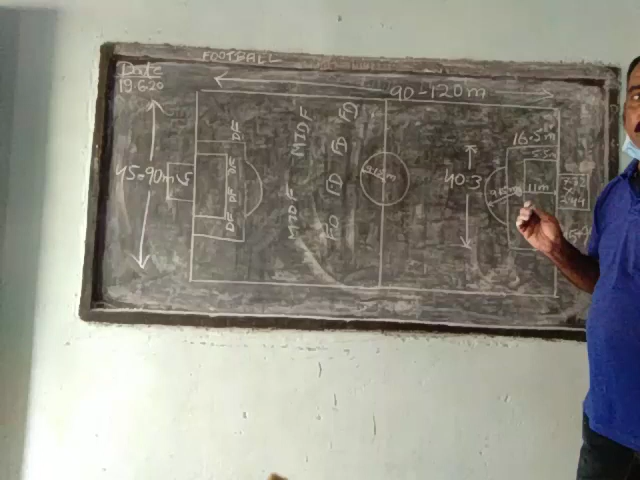 FOOTBALL
Date
19.6.20
90-120m
45=90m
MIDF
MIDF
FD
FD
FD
FD
DF
DF
DF
DF
40.3
16.5
5.5m
11m